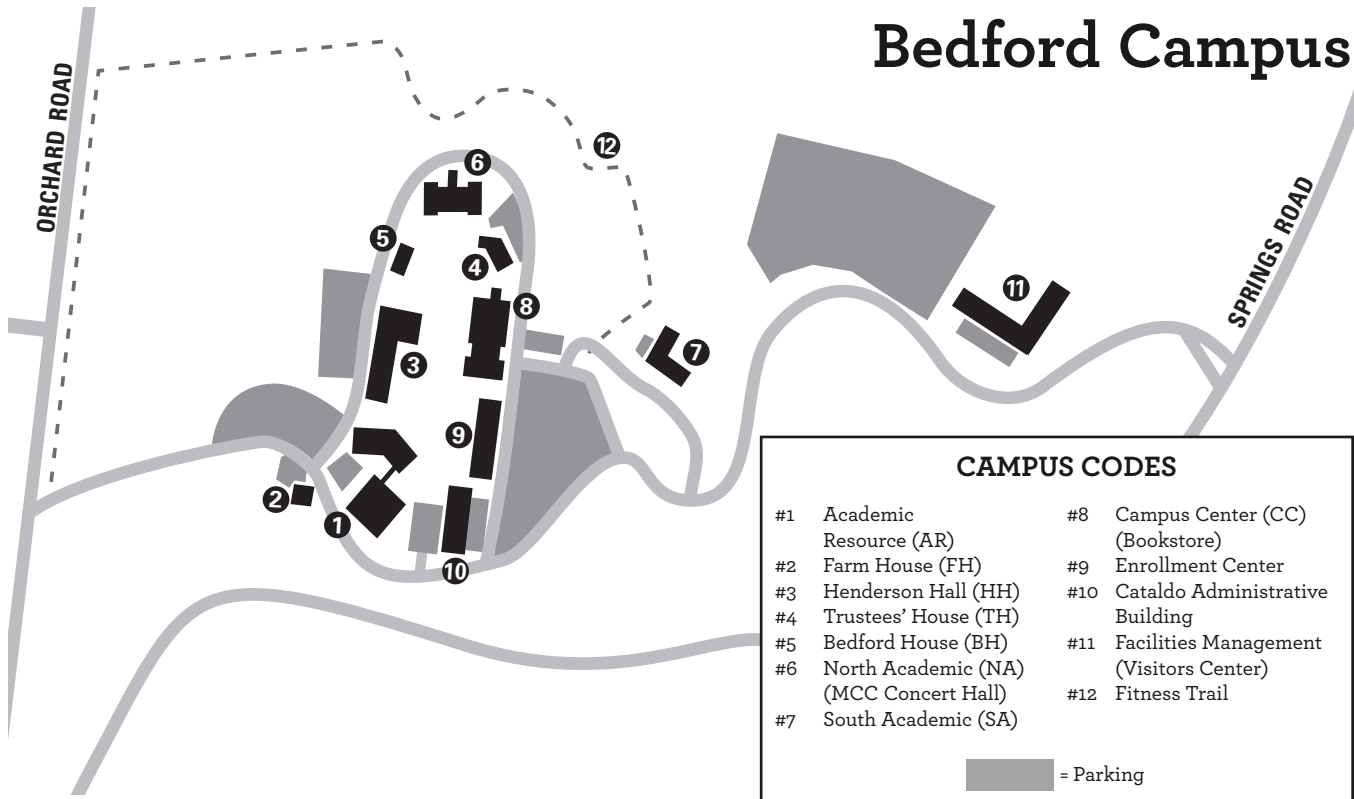 Bedford Campus
ORCHARD ROAD
SPRINGS ROAD
12
6
5
4
8
11
3
7
9
2
1
10
CAMPUS CODES
#1 Academic
Resource (AR)
#2 Farm House (FH)
#3 Henderson Hall (HH)
#4 Trustees’ House (TH)
#5 Bedford House (BH)
#6 North Academic (NA)
(MCC Concert Hall)
#7 South Academic (SA)
#8 Campus Center (CC)
(Bookstore)
#9 Enrollment Center
#10 Cataldo Administrative
Building
#11 Facilities Management
(Visitors Center)
#12 Fitness Trail
= Parking